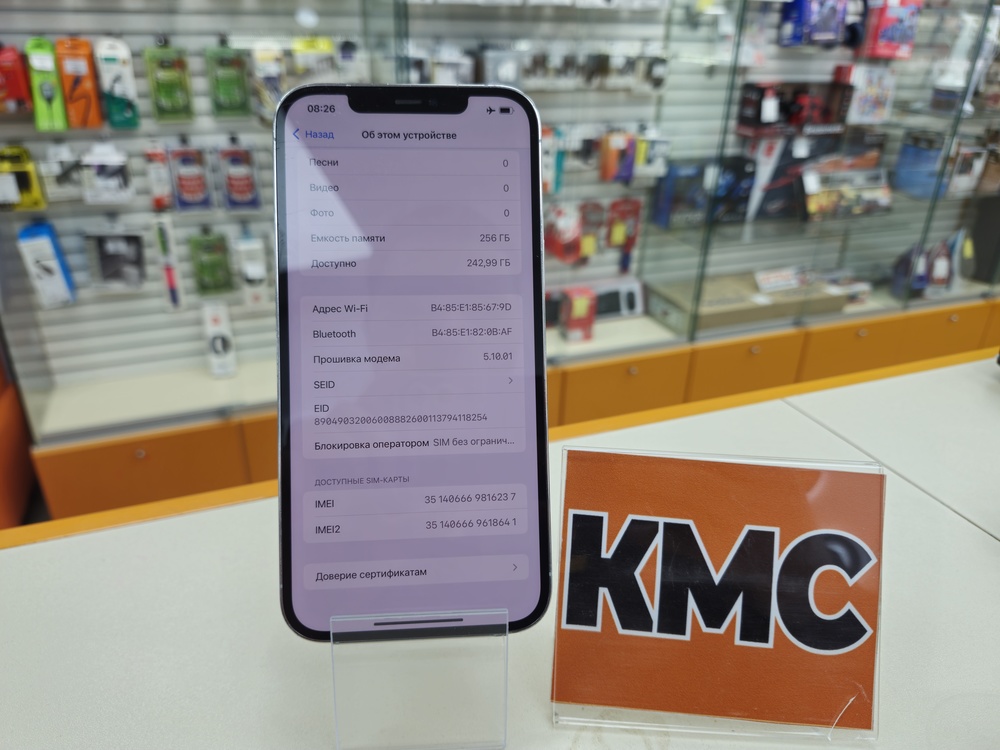 08:26
Назад
Об этом устройстве
Песни 0
Видео 0
Фото 0
Емкость памяти 256 ГБ
Доступно 242,99 ГБ
Адрес Wi-Fi B4:85:E1:85:67:9D
Bluetooth B4:85:E1:82:0B:AF
Прошивка модема 5.10.01
SEID
EID
89049032006008882600113794118254
Блокировка оператором SIM без огранич...
ДОСТУПНЫЕ SIM-КАРТЫ
IMEI 35 140666 981623 7
IMEI2 35 140666 961864 1
Доверие сертификатам
КМС